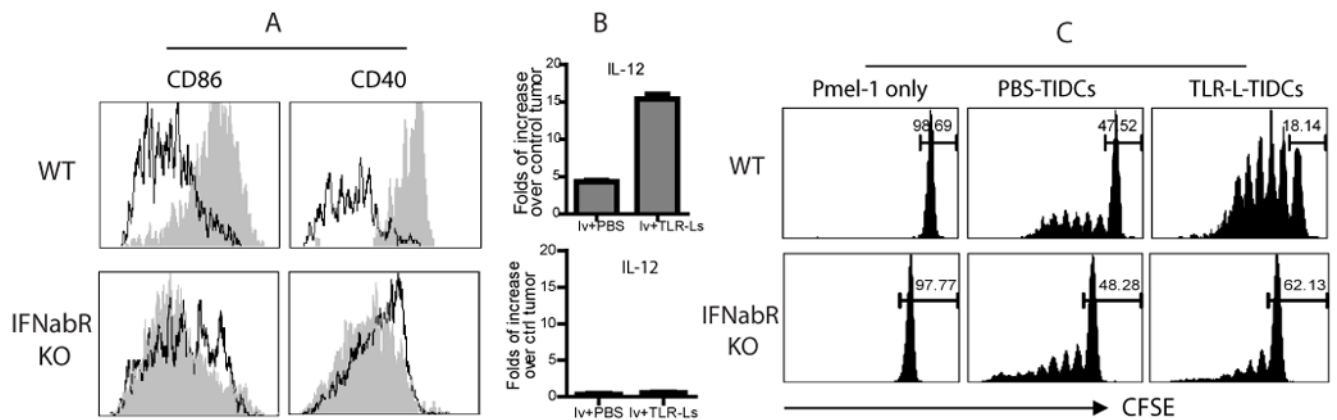 A
CD86
CD40
WT
IFNabR
KO
B
20
15
10
5
0
IL-12
Folds of increase
over control tumor
Iv+PBS
Iv+TLR-Ls
20
15
10
5
0
IL-12
Folds of increase
over ctrl tumor
Iv+PBS
Iv+TLR-Ls
C
Pmel-1 only
PBS-TIDCs
TLR-L-TIDCs
WT
98.69
47.52
18.14
IFNabR
KO
97.77
48.28
62.13
CFSE